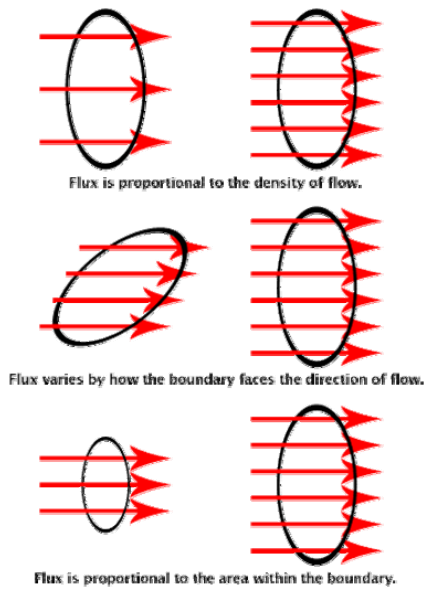 Flux is proportional to the density of flow.
Flux varies by how the boundary faces the direction of flow.
Flux is proportional to the area within the boundary.